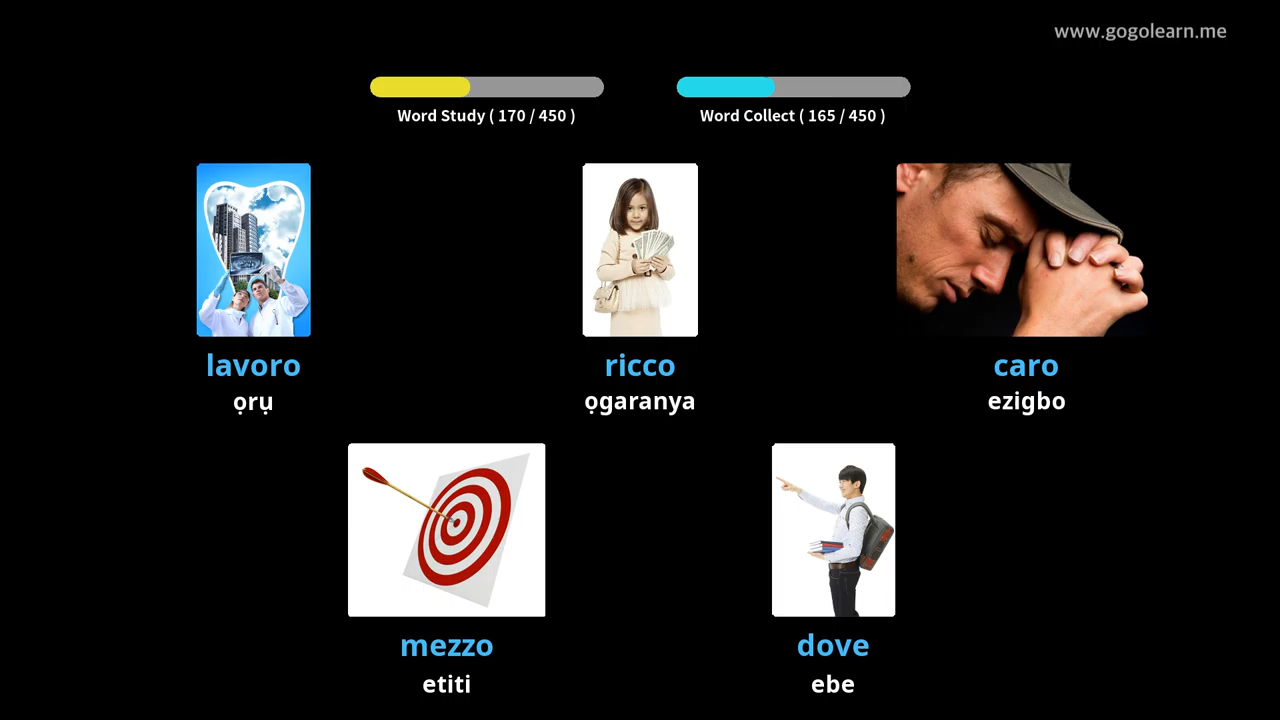 www.gogolearn.me
Word Study ( 170 / 450 )
Word Collect ( 165 / 450 )
lavoro
ọrụ
ricco
ọgaranya
caro
ezigbo
mezzo
etiti
dove
ebe